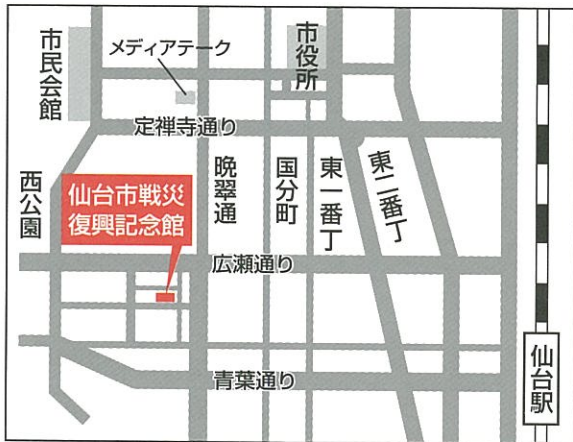 市民会館
メディアテーク
市役所
定禅寺通り
西公園
仙台市戦災
復興記念館
晩翠通
国分町
東一番丁
東二番丁
広瀬通り
青葉通り
仙台駅